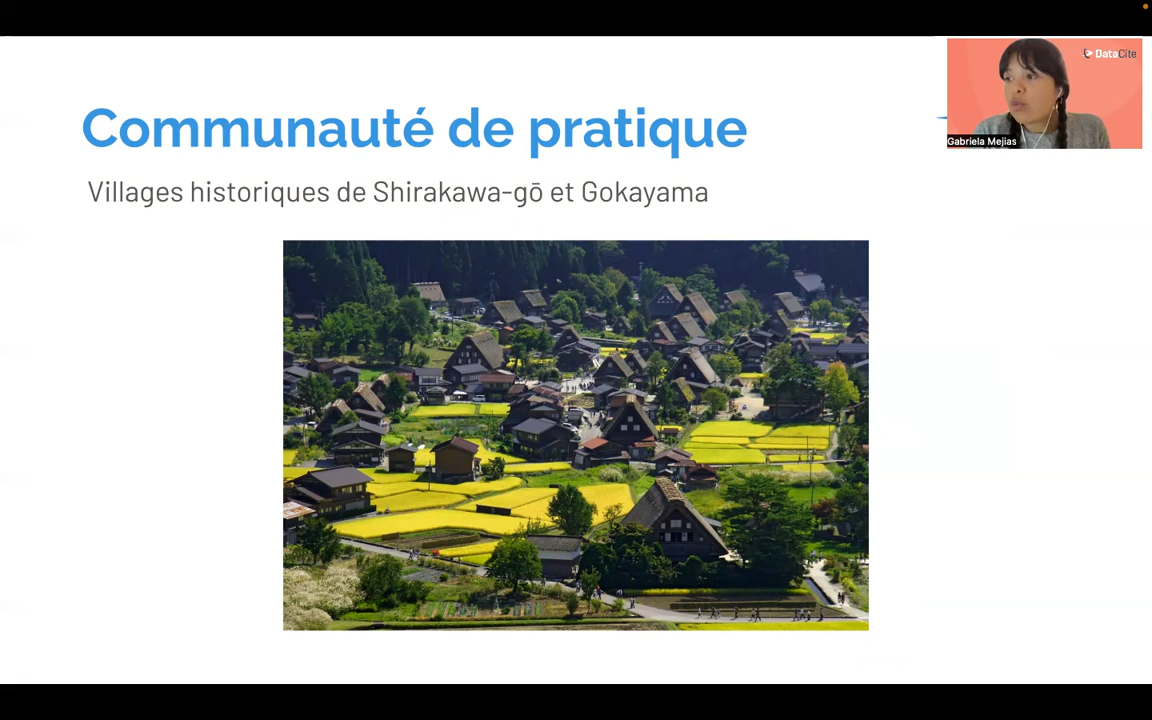 DataCite
Communauté de pratique
Gabriela Mejias
Villages historiques de Shirakawa-gō et Gokayama